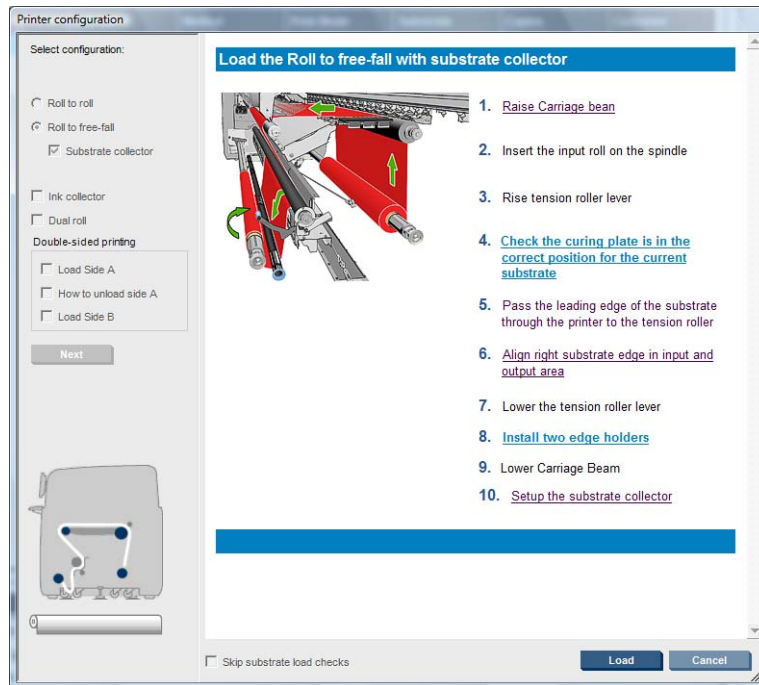 Printer configuration
Select configuration:
Roll to roll
Roll to free-fall
Substrate collector
Ink collector
Dual roll
Double-sided printing
Load Side A
How to unload side A
Load Side B
Next
Load the Roll to free-fall with substrate collector
1. Raise Carriage bean
2. Insert the input roll on the spindle
3. Rise tension roller lever
4. Check the curing plate is in the
correct position for the current
substrate
5. Pass the leading edge of the substrate
through the printer to the tension roller
6. Align right substrate edge in input and
output area
7. Lower the tension roller lever
8. Install two edge holders
9. Lower Carriage Beam
10. Setup the substrate collector
Skip substrate load checks
Load
Cancel